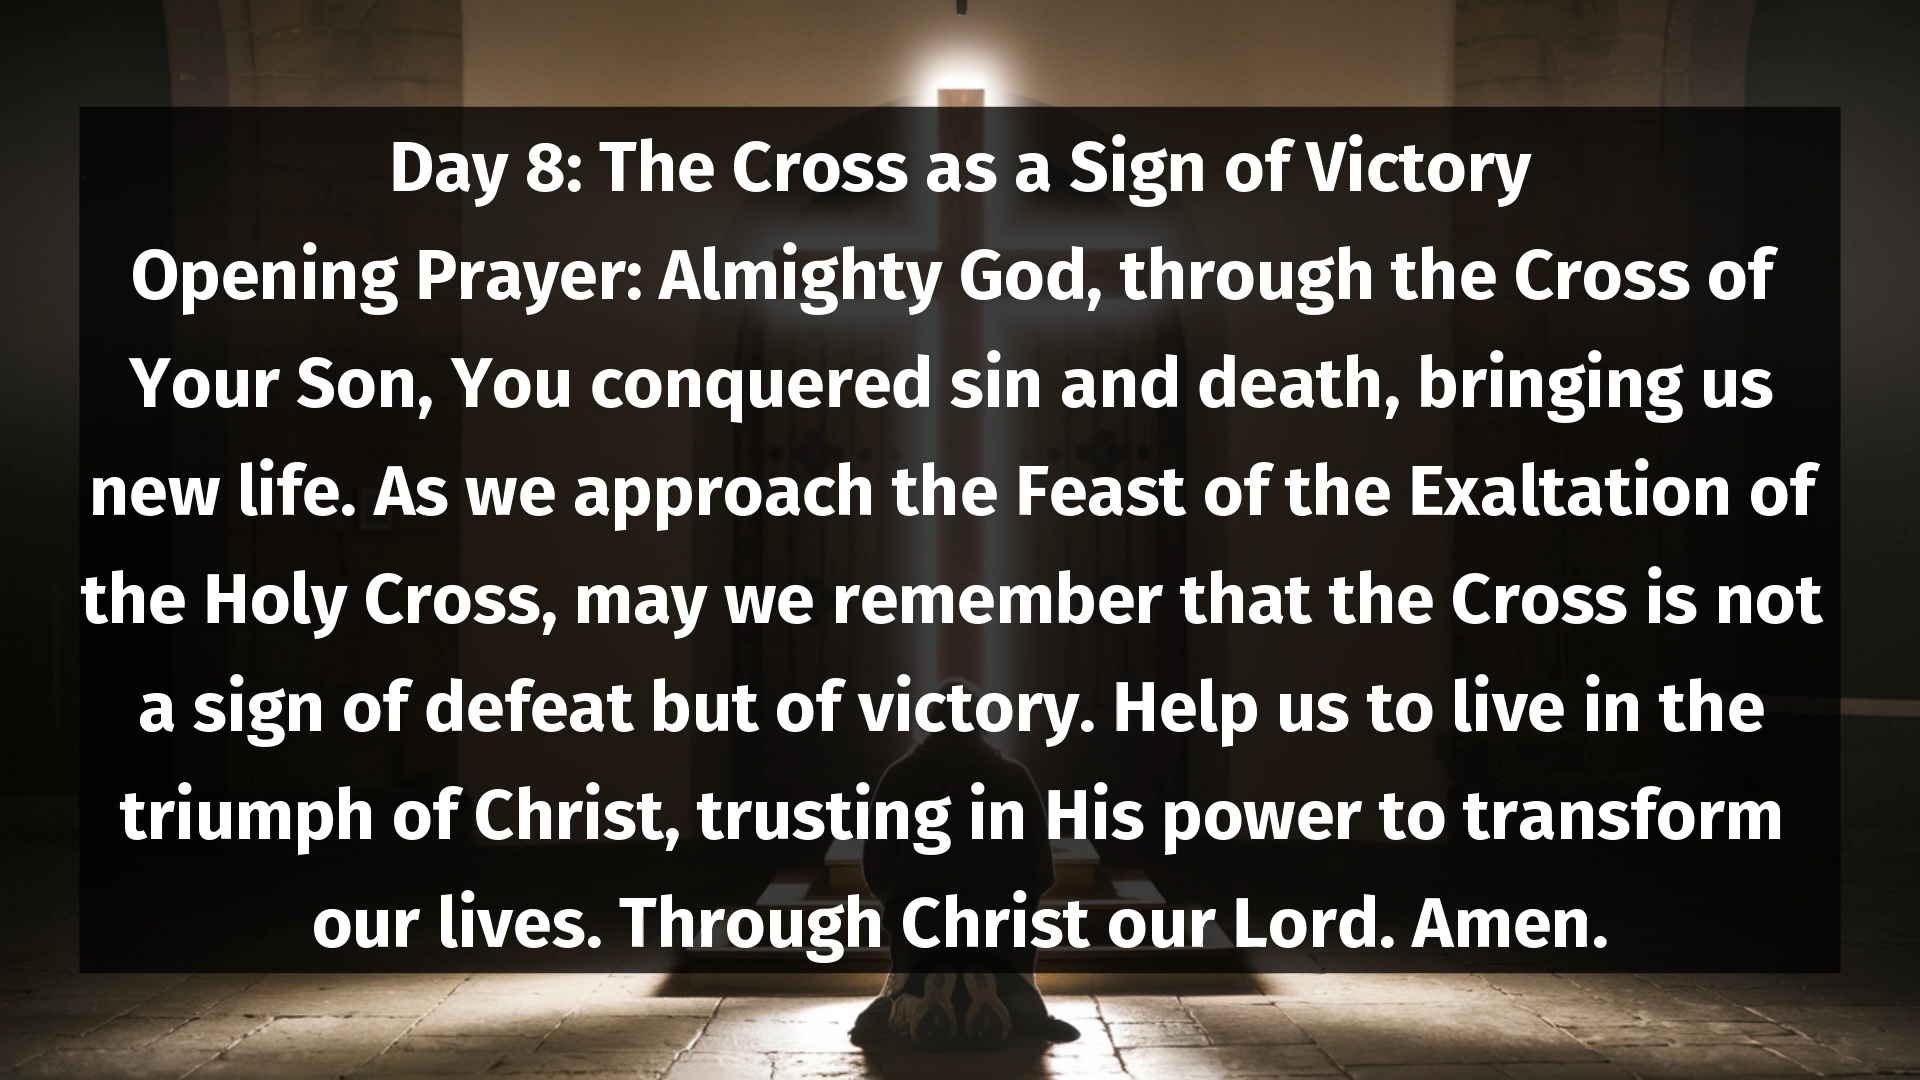 Day 8: The Cross as a Sign of Victory
Opening Prayer: Almighty God, through the Cross of
Your Son, You conquered sin and death, bringing us
new life. As we approach the Feast of the Exaltation of
the Holy Cross, may we remember that the Cross is not
a sign of defeat but of victory. Help us to live in the
triumph of Christ, trusting in His power to transform
our lives. Through Christ our Lord. Amen.